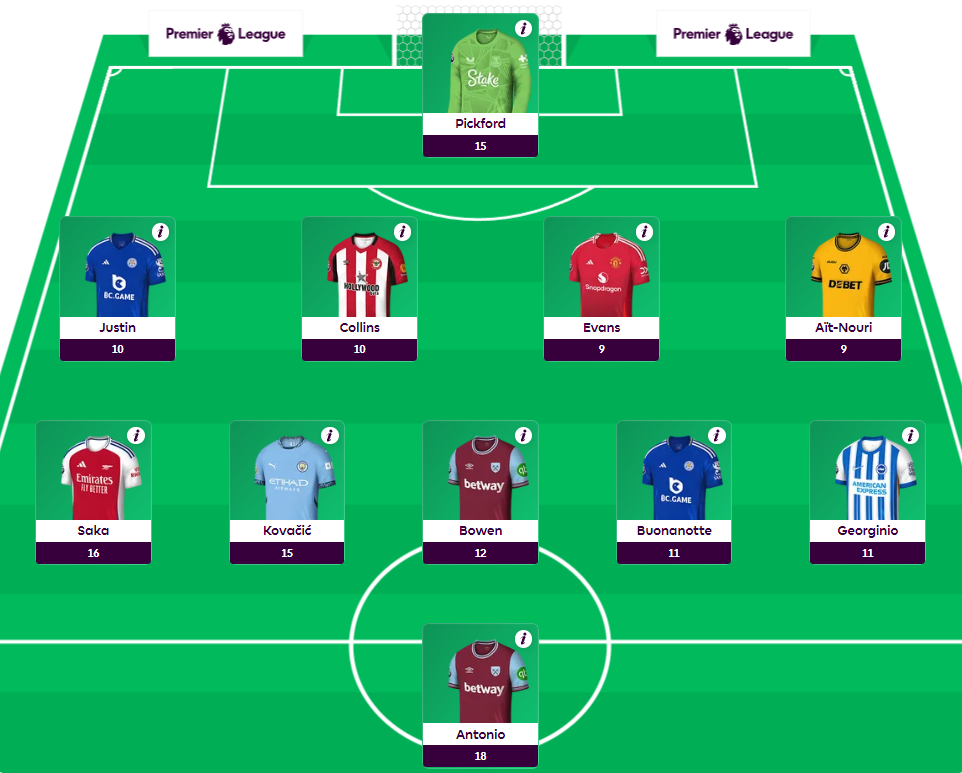 Premier League
Premier League
i
Stake
Pickford
15
i
i
i
i
BC.GAME
HOLLYWOOD
Snapdragon
DEBET
Justin
Collins
Evans
Aït-Nouri
10
10
9
9
i
i
i
i
i
Emirates
FLY BETTER
ETIHAD
AIRWAYS
betway
BC.GAME
AMERICAN
EXPRESS
Saka
Kovačić
Bowen
Buonanotte
Georginio
16
15
12
11
11
i
betway
Antonio
18